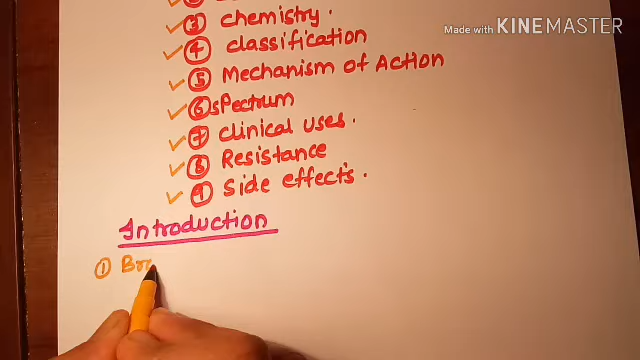 Made with KINEMASTER
③ chemistry.
④ classification
⑤ Mechanism of Action
⑥ spectrum
⑦ clinical uses.
⑧ Resistance
⑨ Side effects.
Introduction
①